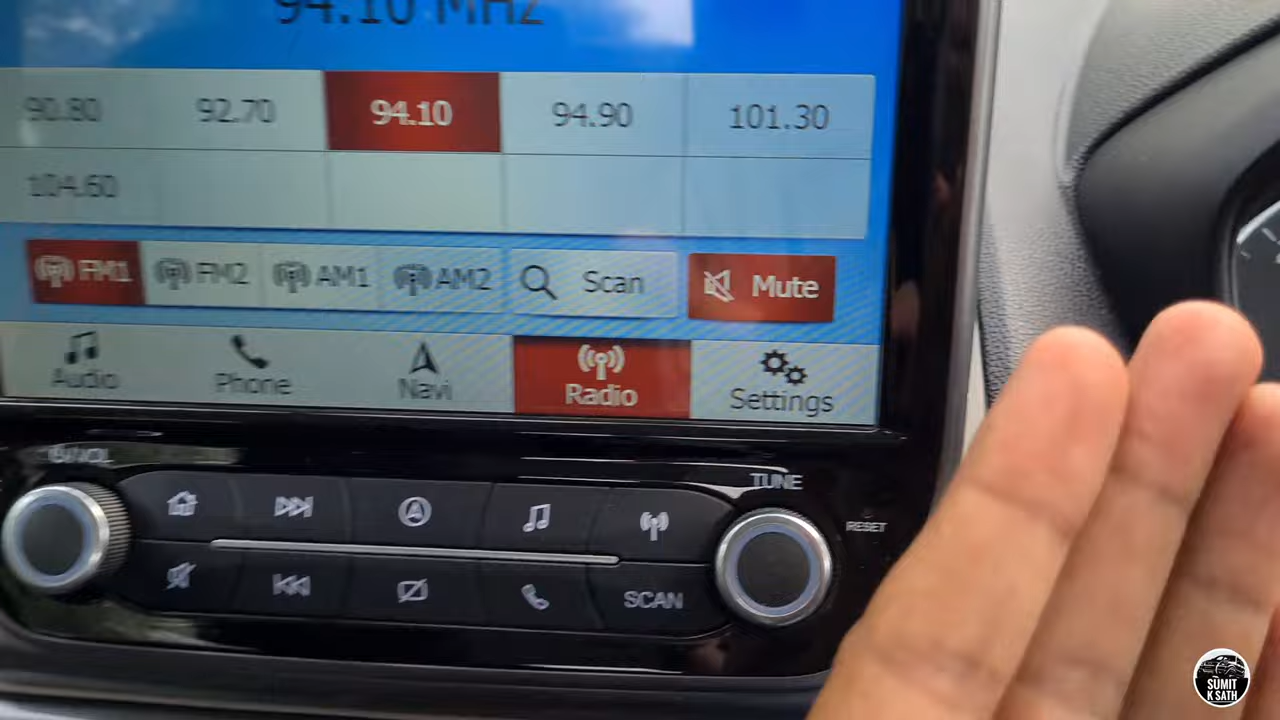 94.10 MHz
90.80 92.70 94.10 94.90 101.30
104.60
FM1 FM2 AM1 AM2 Scan Mute
Audio Phone Navi Radio Settings
TUNE
RESET
SCAN
SUMIT
K SATH